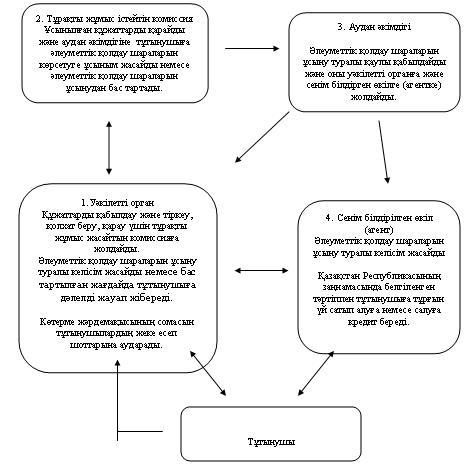 2. Тұрақты жұмыс істейтін комиссия
Ұсынылған құжаттарды қарайды
және аудан әкімдігіне тұтынушыға
әлеуметтік қолдау шараларын
көрсетуге ұсыным жасайды немесе
әлеуметтік қолдау шараларын
ұсынудан бас тартады.
3. Аудан әкімдігі
Әлеуметтік қолдау шараларын
ұсыну туралы қаулы қабылдайды
және оны уәкілетті органға және
сенім білдірген өкілге (агентке)
жолдайды.
1.Уәкілетті орган
Құжаттарды қабылдау және тіркеу,
қолхат беру, қарау үшін тұрақты
жұмыс жасайтын комиссияға
жолдайды.
Әлеуметтік қолдау шараларын ұсыну
туралы келісім жасайды немесе бас
тартылған жағдайда тұтынушыға
дәлелді жауап жібереді.
Көтерме жәрдемақысының сомасын
тұтынушылардың жеке есеп
шоттарына аударады.
4. Сенім білдірілген өкіл
(агент)
Әлеуметтік қолдау шараларын
ұсыну туралы келісім жасайды
Қазақстан Республикасының
заңнамасында белгіленген
тәртіппен тұтынушыға тұрғын
үй сатып алуға немесе салуға
кредит береді.
Тұтынушы